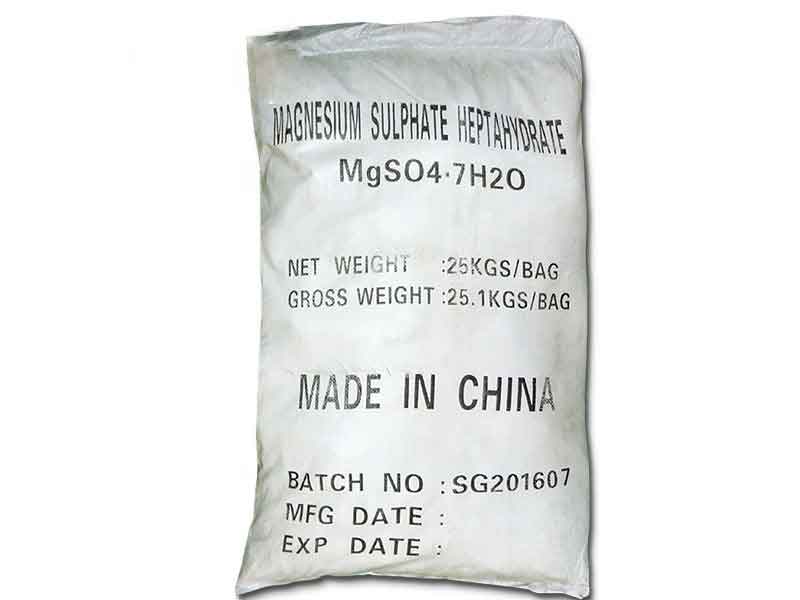 MAGNESIUM SULPHATE HEPTAHYDRATE
MgSO4·7H2O
NET WEIGHT :25KGS/BAG
GROSS WEIGHT :25.1KGS/BAG
MADE IN CHINA
BATCH NO : SG201607
MFG DATE :
EXP DATE :